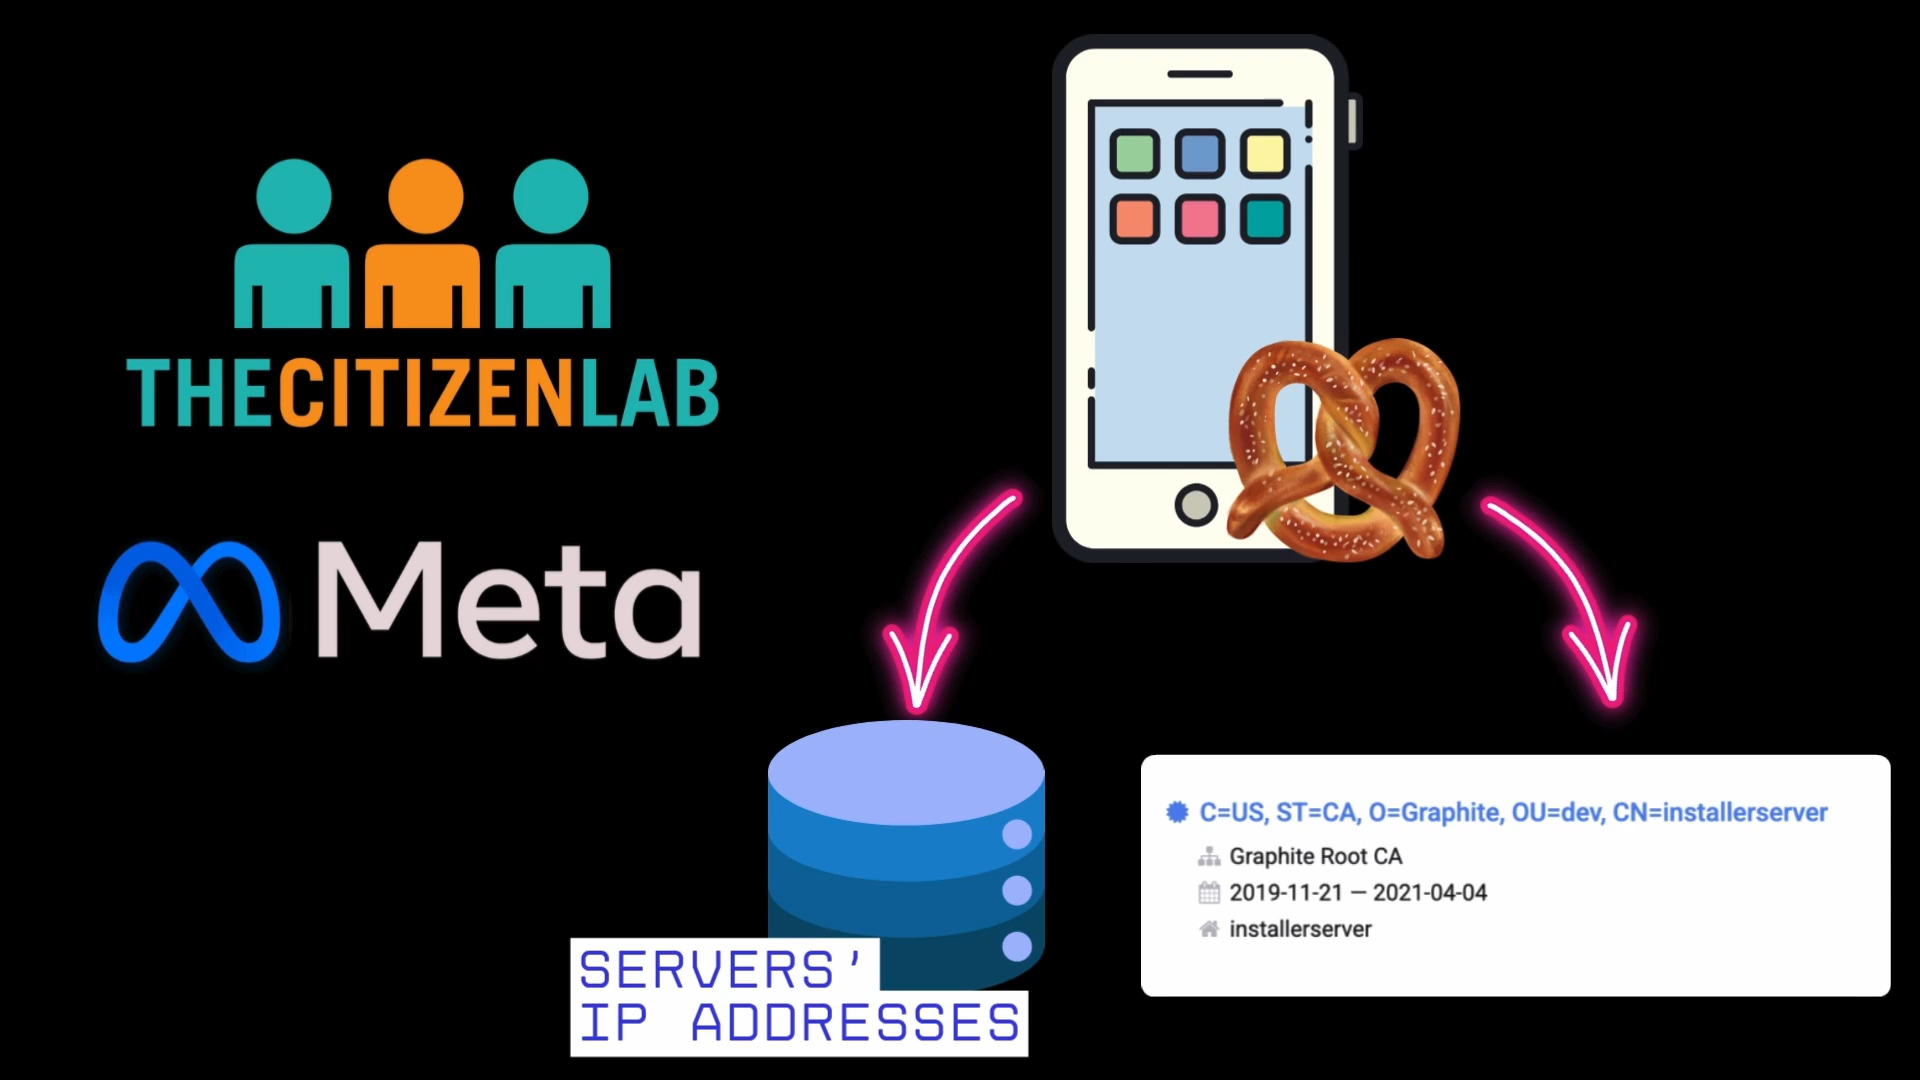 THECITIZENLAB
Meta
SERVERS'
IP ADDRESSES
C=US, ST=CA, O=Graphite, OU=dev, CN=installerserver
Graphite Root CA
2019-11-21 — 2021-04-04
installerserver